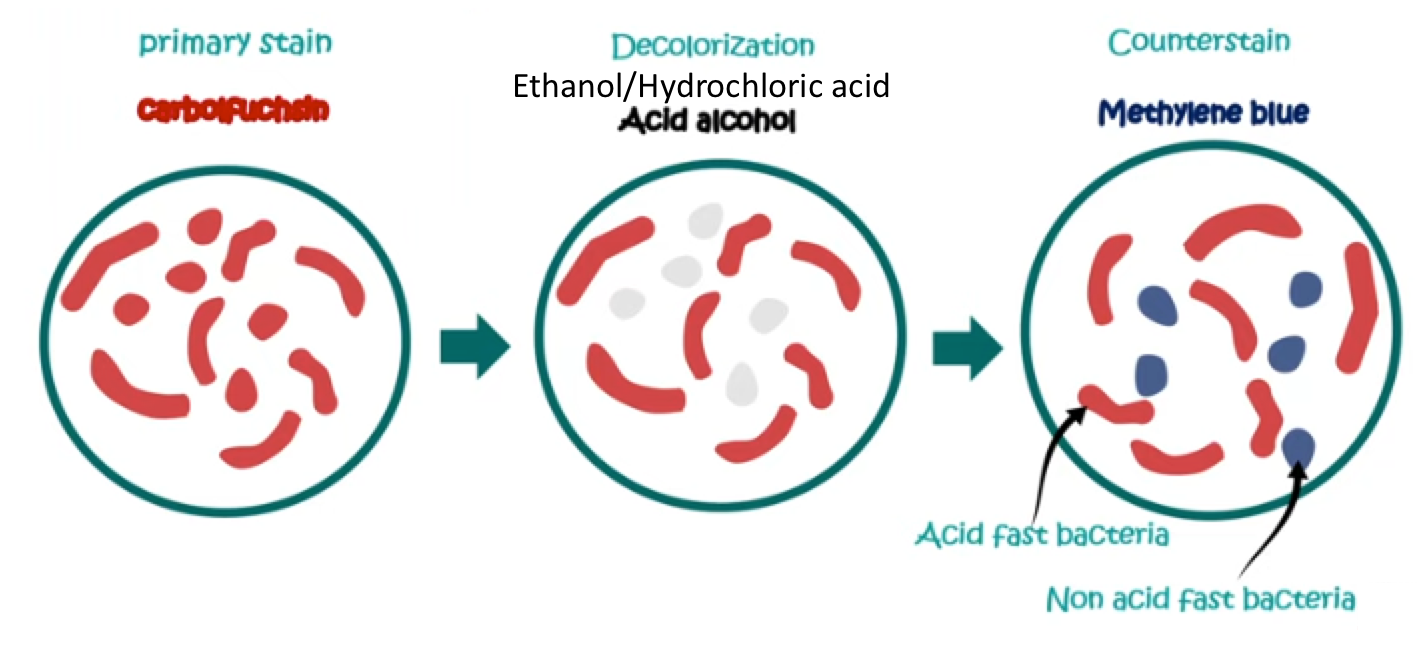 primary stain
carbolfuchsin
Decolorization
Ethanol/Hydrochloric acid
Acid alcohol
Counterstain
Methylene blue
Acid fast bacteria
Non acid fast bacteria